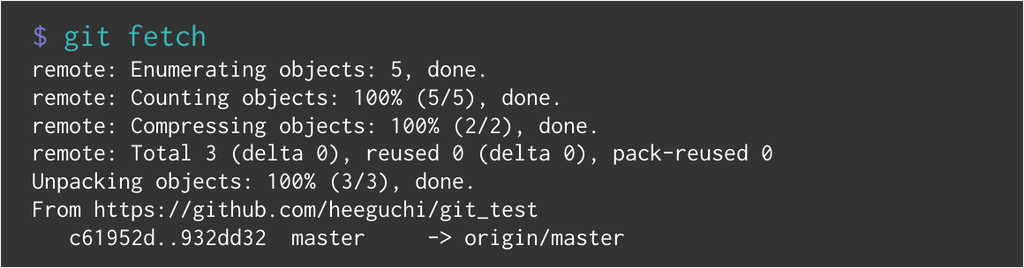 $ git fetch
remote: Enumerating objects: 5, done.
remote: Counting objects: 100% (5/5), done.
remote: Compressing objects: 100% (2/2), done.
remote: Total 3 (delta 0), reused 0 (delta 0), pack-reused 0
Unpacking objects: 100% (3/3), done.
From https://github.com/heeguchi/git_test
   c61952d..932dd32  master     -> origin/master